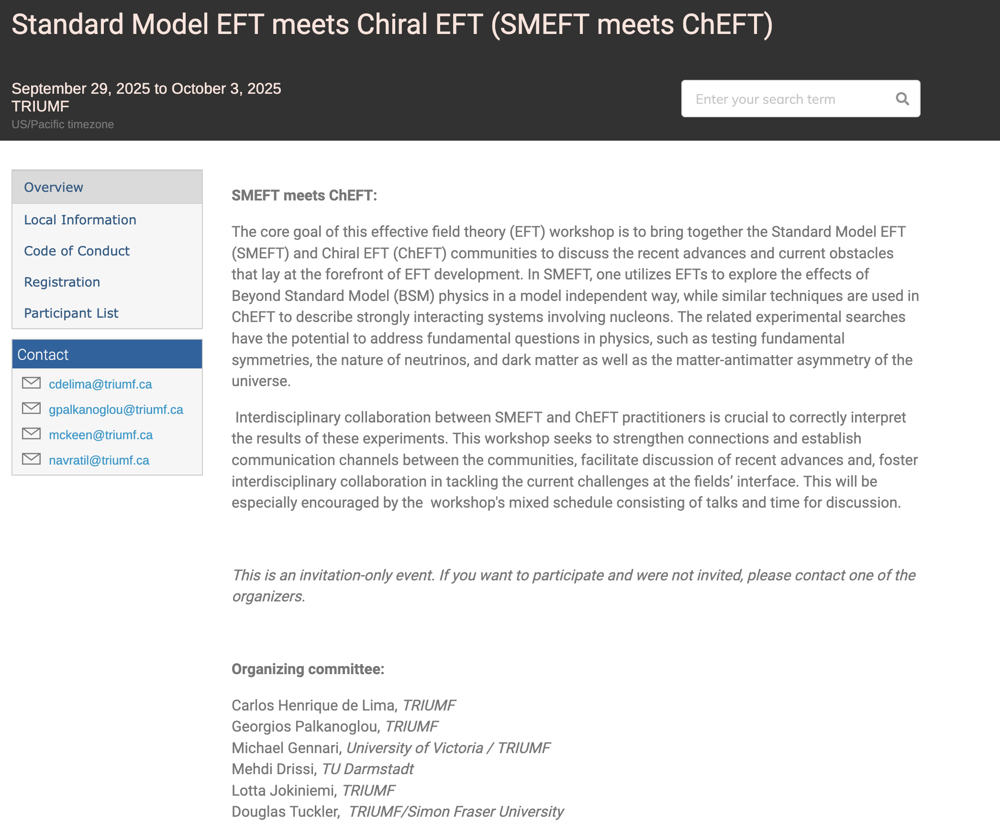 Standard Model EFT meets Chiral EFT (SMEFT meets ChEFT)
September 29, 2025 to October 3, 2025
TRIUMF
US/Pacific timezone
Enter your search term
Overview
Local Information
Code of Conduct
Registration
Participant List
Contact
cdelima@triumf.ca
gpalkanoglou@triumf.ca
mckeen@triumf.ca
navratil@triumf.ca
SMEFT meets ChEFT:
The core goal of this effective field theory (EFT) workshop is to bring together the Standard Model EFT
(SMEFT) and Chiral EFT (ChEFT) communities to discuss the recent advances and current obstacles
that lay at the forefront of EFT development. In SMEFT, one utilizes EFTs to explore the effects of
Beyond Standard Model (BSM) physics in a model independent way, while similar techniques are used in
ChEFT to describe strongly interacting systems involving nucleons. The related experimental searches
have the potential to address fundamental questions in physics, such as testing fundamental
symmetries, the nature of neutrinos, and dark matter as well as the matter-antimatter asymmetry of the
universe.
Interdisciplinary collaboration between SMEFT and ChEFT practitioners is crucial to correctly interpret
the results of these experiments. This workshop seeks to strengthen connections and establish
communication channels between the communities, facilitate discussion of recent advances and, foster
interdisciplinary collaboration in tackling the current challenges at the fields’ interface. This will be
especially encouraged by the  workshop's mixed schedule consisting of talks and time for discussion.
This is an invitation-only event. If you want to participate and were not invited, please contact one of the
organizers.
Organizing committee:
Carlos Henrique de Lima, TRIUMF
Georgios Palkanoglou, TRIUMF
Michael Gennari, University of Victoria / TRIUMF
Mehdi Drissi, TU Darmstadt
Lotta Jokiniemi, TRIUMF
Douglas Tuckler,  TRIUMF/Simon Fraser University